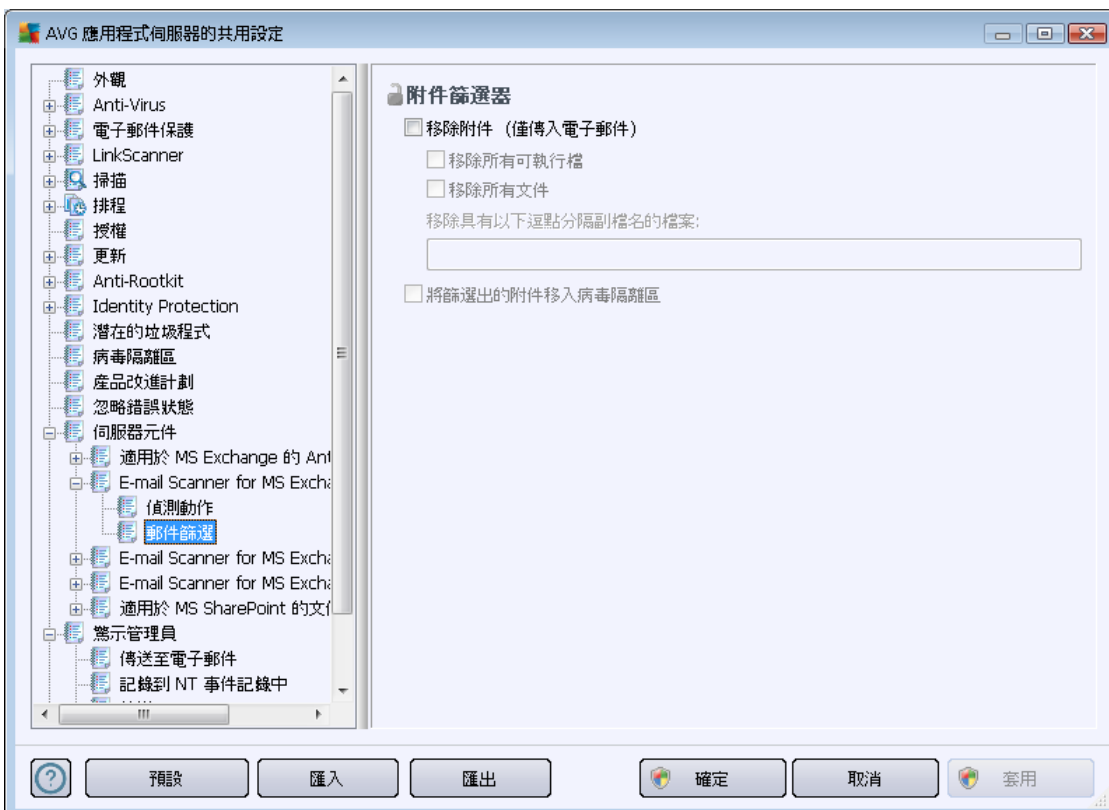 AVG 應用程式伺服器的共用設定
外觀
Anti-Virus
電子郵件保護
LinkScanner
掃描
排程
授權
更新
Anti-Rootkit
Identity Protection
潛在的垃圾程式
病毒隔離區
產品改進計劃
忽略錯誤狀態
伺服器元件
適用於 MS Exchange 的 Ant
E-mail Scanner for MS Excha
偵測動作
郵件篩選
E-mail Scanner for MS Excha
E-mail Scanner for MS Excha
適用於 MS SharePoint 的文件
警示管理員
傳送至電子郵件
記錄到 NT 事件記錄中
附件篩選器
移除附件 (僅傳入電子郵件)
移除所有可執行檔
移除所有文件
移除具有以下逗點分隔副檔名的檔案:
將篩選出的附件移入病毒隔離區
預設
匯入
匯出
確定
取消
套用